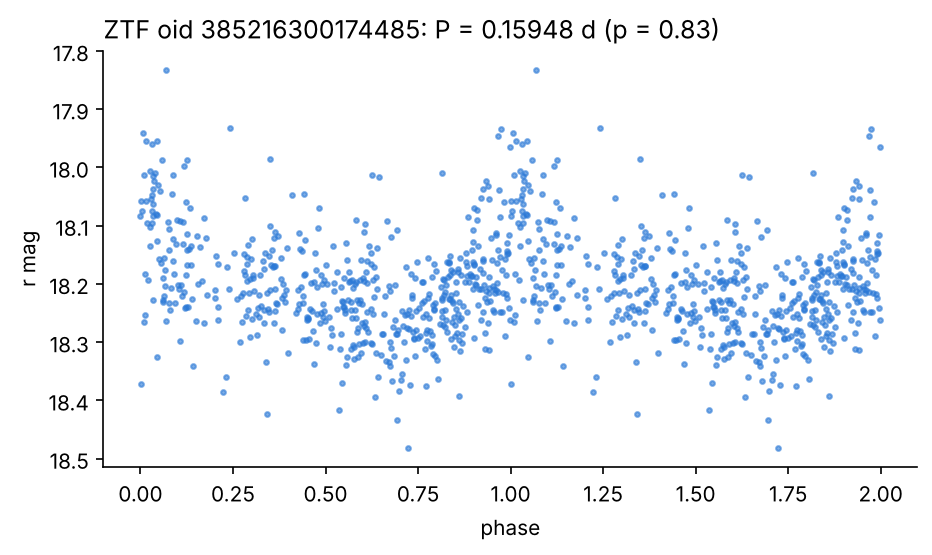 ZTF oid 385216300174485: P = 0.15948 d (p = 0.83)
17.8
17.9
18.0
18.1
18.2
18.3
18.4
18.5
r mag
0.00 0.25 0.50 0.75 1.00 1.25 1.50 1.75 2.00
phase